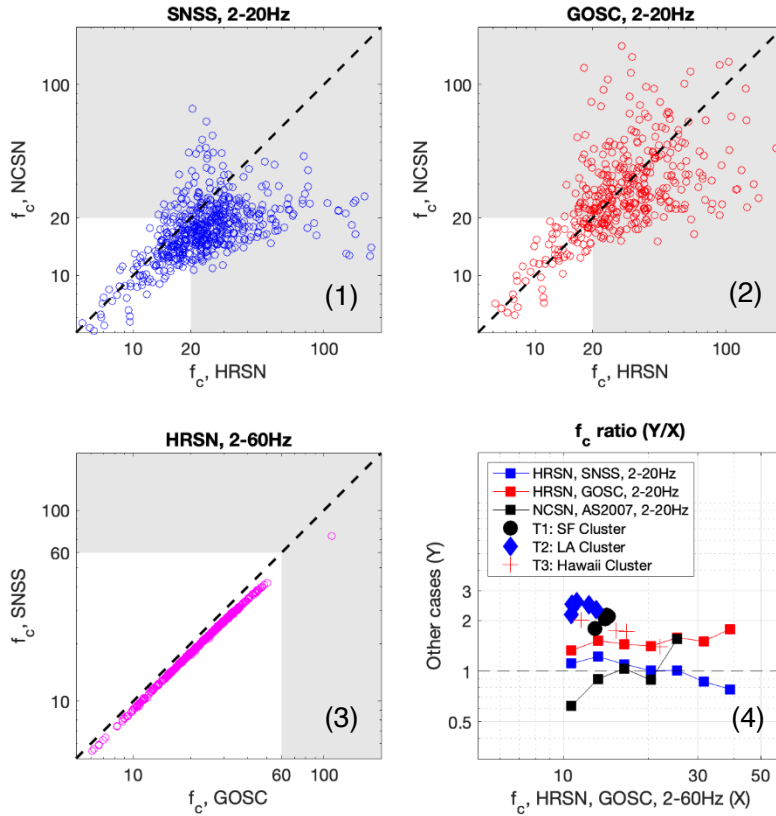 SNSS, 2-20Hz
100
20
10
f_c, NCSN
10
20
100
f_c, HRSN
(1)
GOSC, 2-20Hz
100
20
10
f_c, NCSN
10
20
100
f_c, HRSN
(2)
HRSN, 2-60Hz
100
60
10
f_c, SNSS
10
60
100
f_c, GOSC
(3)
f_c ratio (Y/X)
HRSN, SNSS, 2-20Hz
HRSN, GOSC, 2-20Hz
NCSN, AS2007, 2-20Hz
T1: SF Cluster
T2: LA Cluster
T3: Hawaii Cluster
3
2
1
0.5
Other cases (Y)
10
30
50
f_c, HRSN, GOSC, 2-60Hz (X)
(4)